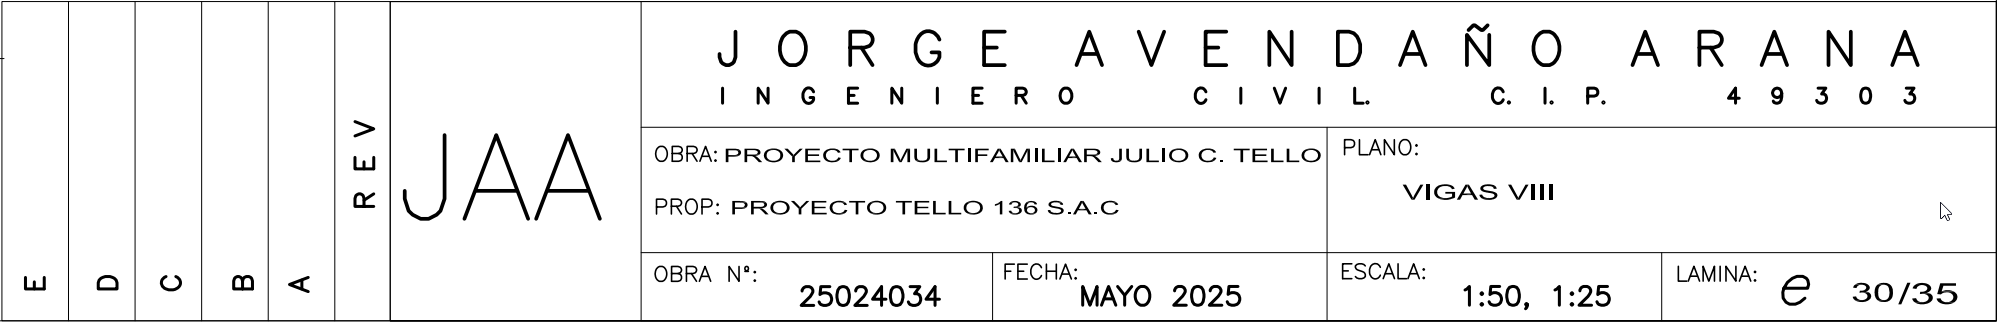 E
D
C
B
A
REV
JAA
JORGE AVENDAÑO ARANA
INGENIERO CIVIL. C.I.P. 49303
OBRA: PROYECTO MULTIFAMILIAR JULIO C. TELLO
PROP: PROYECTO TELLO 136 S.A.C
PLANO:
VIGAS VIII
OBRA Nº:
25024034
FECHA:
MAYO 2025
ESCALA:
1:50, 1:25
LAMINA:
e 30/35